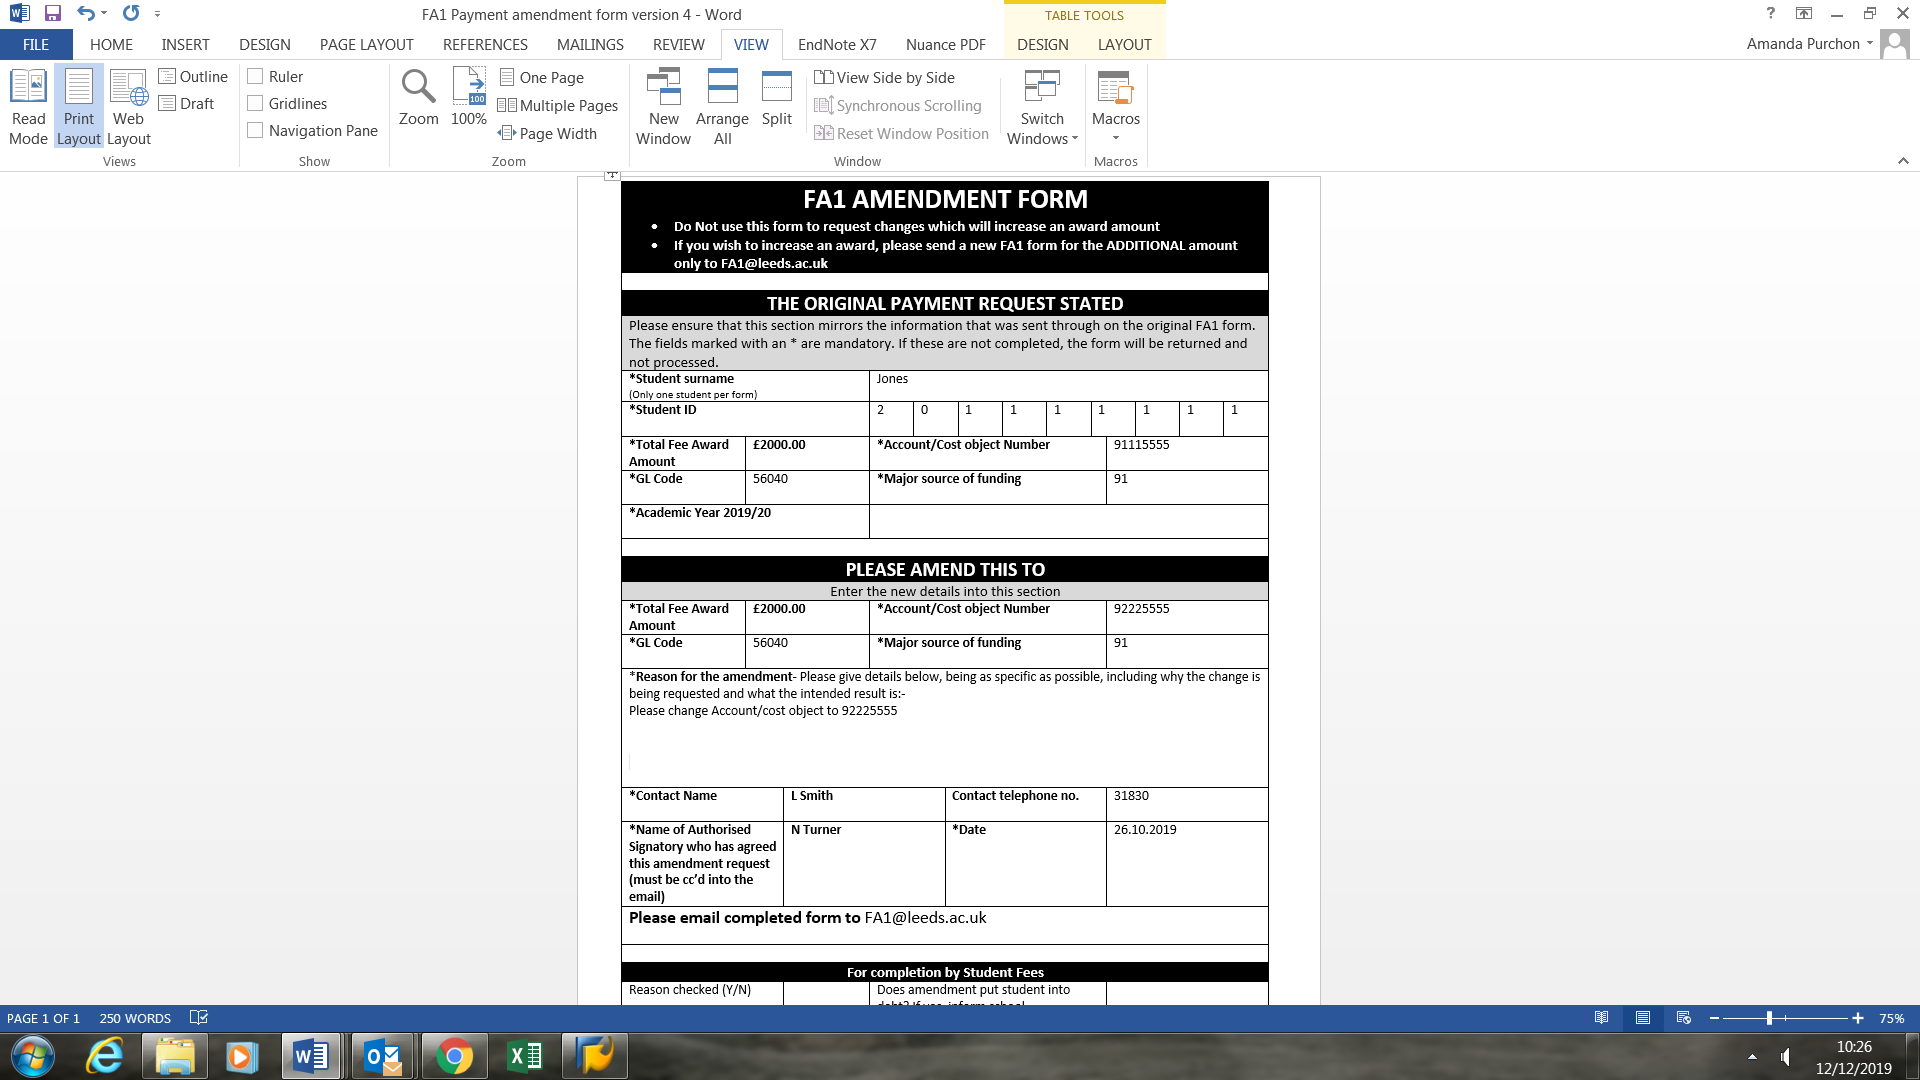 FA1 Payment amendment form version 4 - Word
TABLE TOOLS
?
FILE HOME INSERT DESIGN PAGE LAYOUT REFERENCES MAILINGS REVIEW VIEW EndNote X7 Nuance PDF DESIGN LAYOUT Amanda Purchon
Read Mode
Print Layout
Web Layout
Outline
Draft
Views
Ruler
Gridlines
Navigation Pane
Show
Zoom
100
100%
One Page
Multiple Pages
Page Width
Zoom
New Window
Arrange All
Split
View Side by Side
Synchronous Scrolling
Reset Window Position
Switch Windows
Window
Macros
Macros
FA1 AMENDMENT FORM
• Do Not use this form to request changes which will increase an award amount
• If you wish to increase an award, please send a new FA1 form for the ADDITIONAL amount
only to FA1@leeds.ac.uk
THE ORIGINAL PAYMENT REQUEST STATED
Please ensure that this section mirrors the information that was sent through on the original FA1 form.
The fields marked with an * are mandatory. If these are not completed, the form will be returned and
not processed.
*Student surname Jones
(Only one student per form)
*Student ID 2 0 1 1 1 1 1 1 1
*Total Fee Award £2000.00 *Account/Cost object Number 91115555
Amount
*GL Code 56040 *Major source of funding 91
*Academic Year 2019/20
PLEASE AMEND THIS TO
Enter the new details into this section
*Total Fee Award £2000.00 *Account/Cost object Number 92225555
Amount
*GL Code 56040 *Major source of funding 91
*Reason for the amendment- Please give details below, being as specific as possible, including why the change is
being requested and what the intended result is:-
Please change Account/cost object to 92225555
*Contact Name L Smith Contact telephone no. 31830
*Name of Authorised N Turner *Date 26.10.2019
Signatory who has agreed
this amendment request
(must be cc'd into the
email)
Please email completed form to FA1@leeds.ac.uk
For completion by Student Fees
Reason checked (Y/N) Does amendment put student into
debt? If yes, inform school
PAGE 1 OF 1 250 WORDS 75%
10:26
12/12/2019